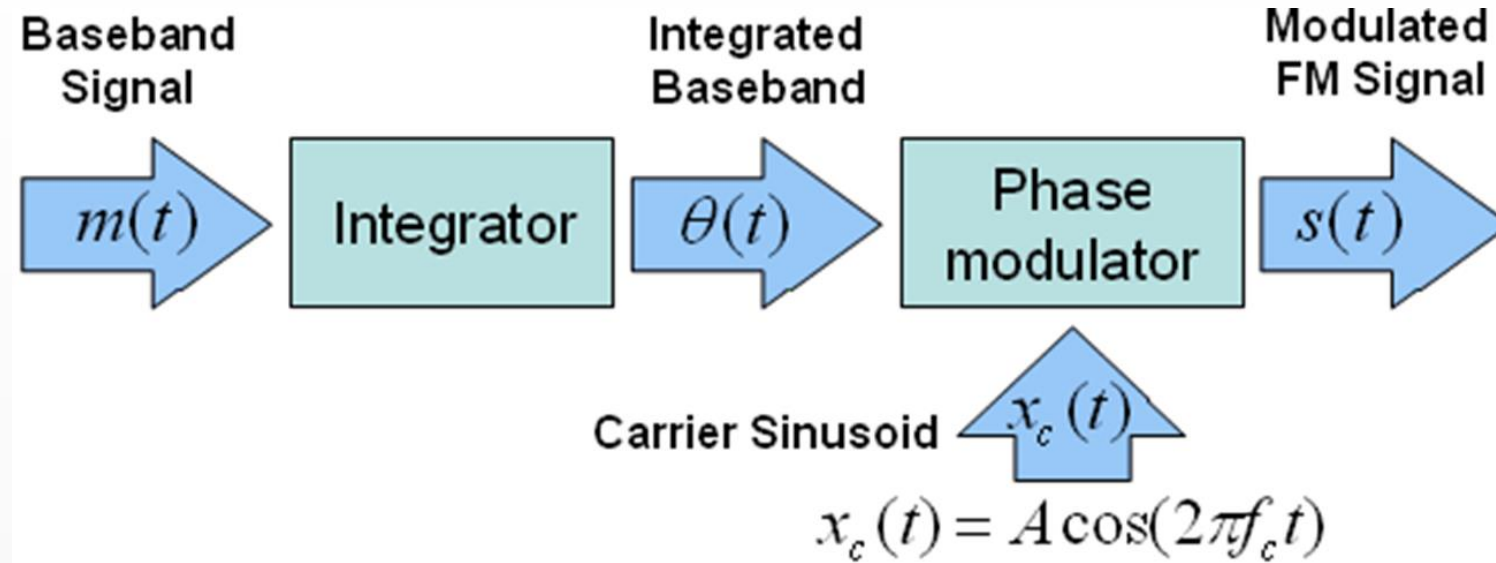 Baseband
Signal
Integrated
Baseband
Modulated
FM Signal
m(t)
Integrator
θ(t)
Phase
modulator
s(t)
Carrier Sinusoid
x_c(t)
x_c(t) = A cos(2πf_c t)